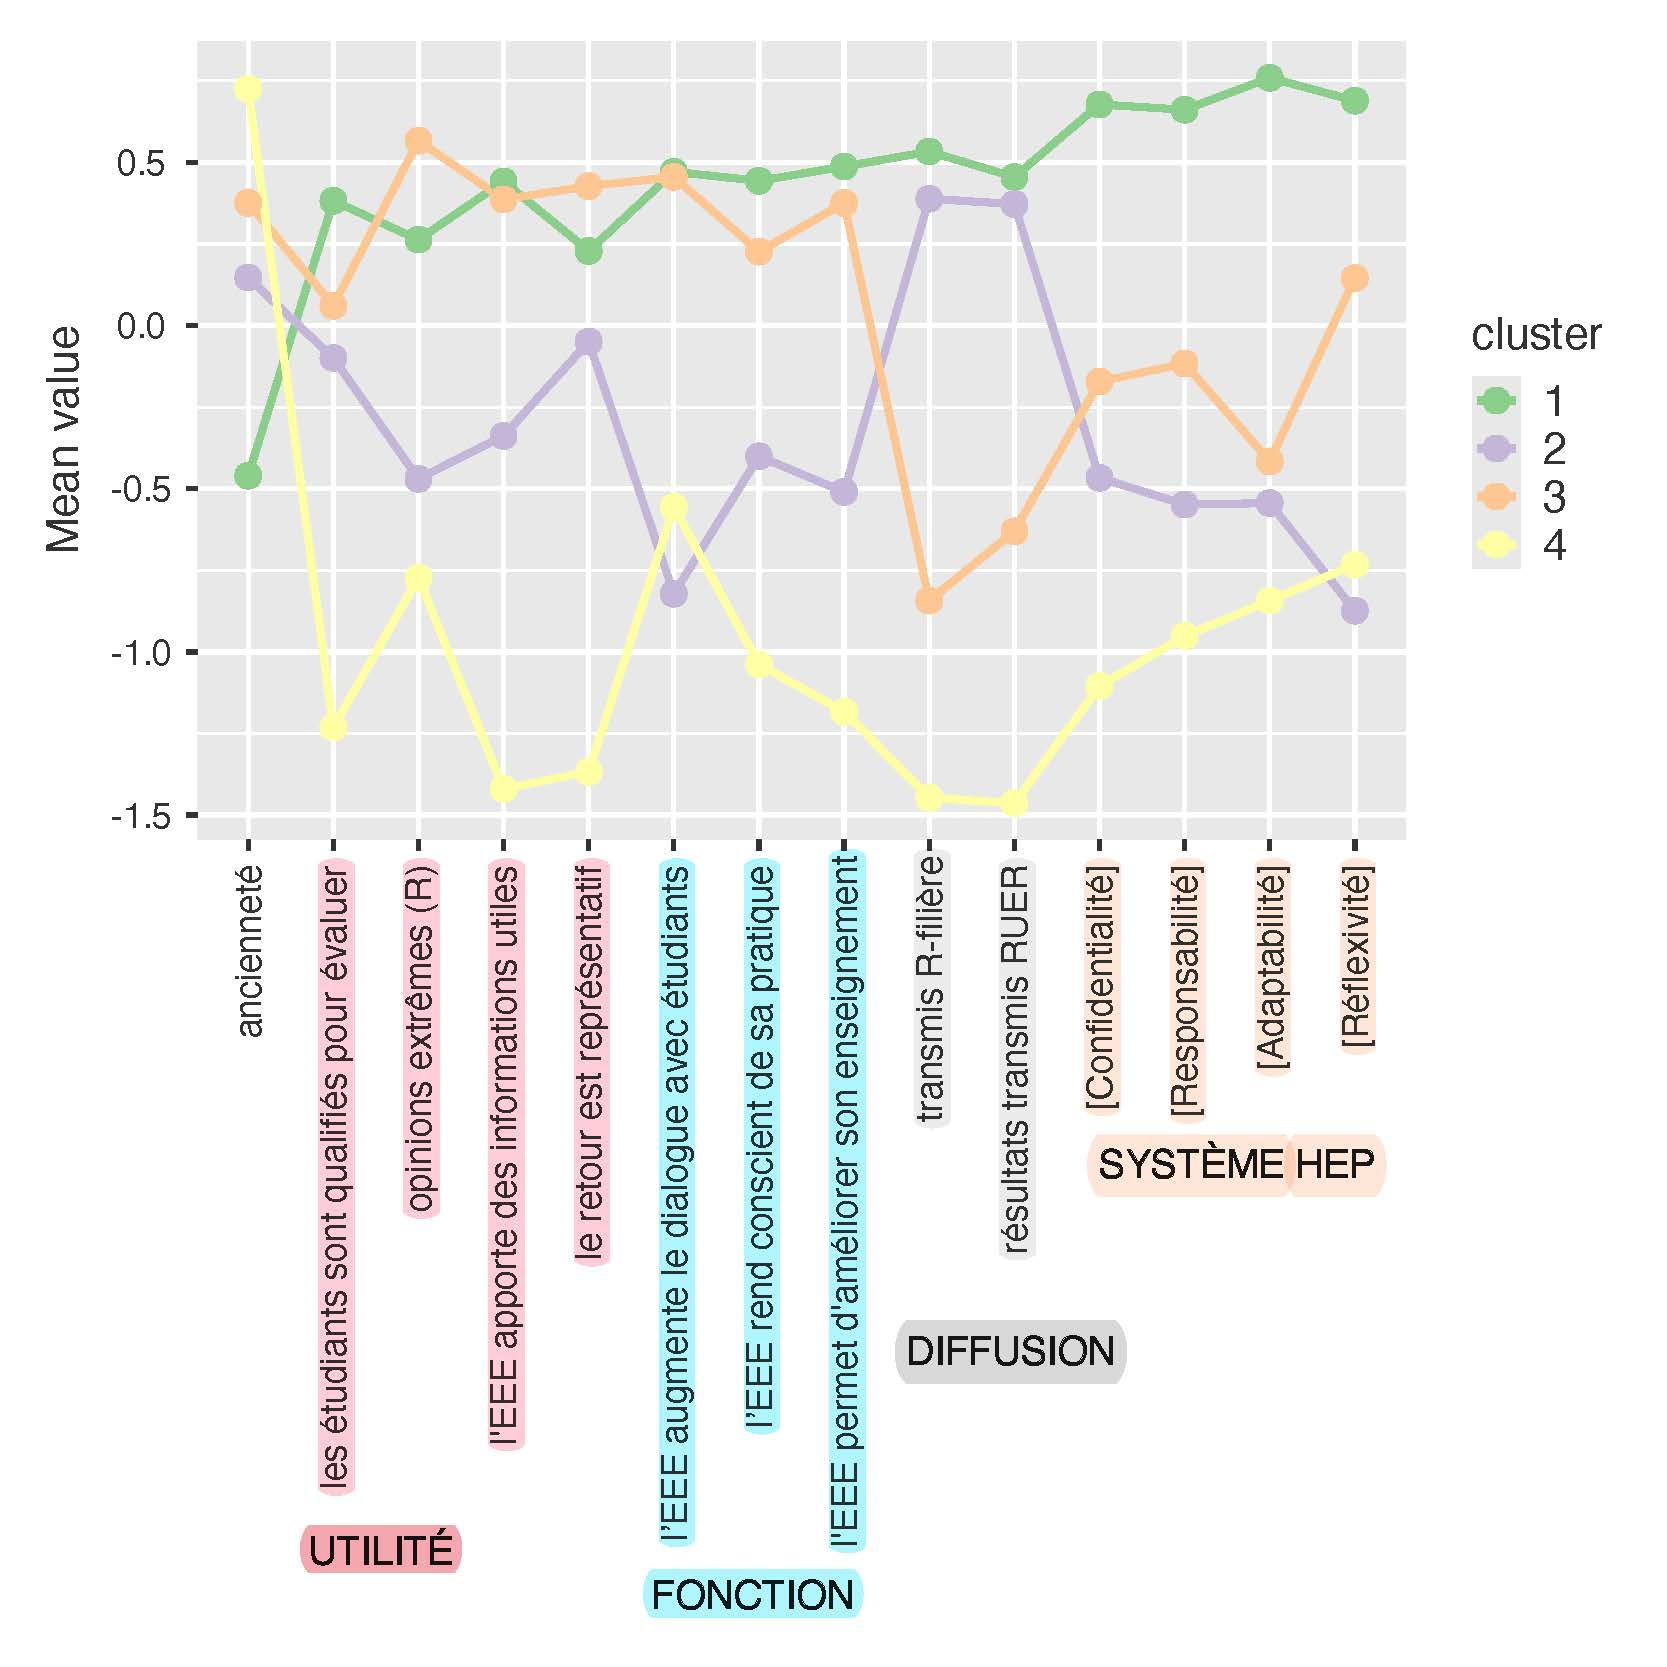 Mean value
0.5
0.0
-0.5
-1.0
-1.5
cluster
1
2
3
4
ancienneté
les étudiants sont qualifiés pour évaluer
opinions extrêmes (R)
l'EEE apporte des informations utiles
le retour est représentatif
l'EEE augmente le dialogue avec étudiants
l'EEE rend conscient de sa pratique
l'EEE permet d'améliorer son enseignement
transmis R-filière
résultats transmis RUER
[Confidentialité]
[Responsabilité]
[Adaptabilité]
[Réflexivité]
SYSTÈME HEP
DIFFUSION
UTILITÉ
FONCTION